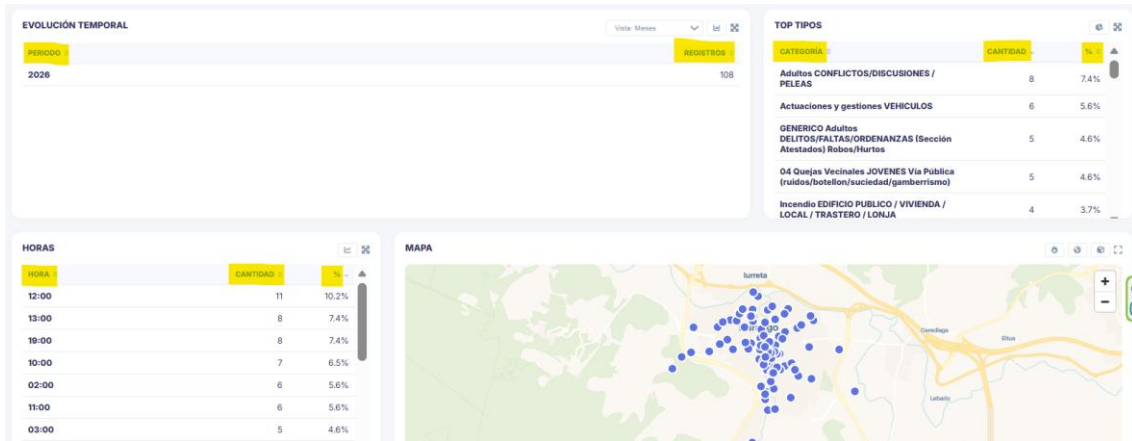 EVOLUCIÓN TEMPORAL
Vista: Meses
PERIODO
REGISTROS
2026
108
TOP TIPOS
CATEGORÍA
CANTIDAD
%
Adultos CONFLICTOS/DISCUSIONES /
PELEAS
8
7.4%
Actuaciones y gestiones VEHICULOS
6
5.6%
GENERICO Adultos
DELITOS/FALTAS/ORDENANZAS (Sección
Atestados) Robos/Hurtos
5
4.6%
04 Quejas Vecinales JOVENES Vía Pública
(ruidos/botellon/suciedad/gamberrismo)
5
4.6%
Incendio EDIFICIO PUBLICO / VIVIENDA /
LOCAL / TRASTERO / LONJA
4
3.7%
HORAS
HORA
CANTIDAD
%
12:00
11
10.2%
13:00
8
7.4%
19:00
8
7.4%
10:00
7
6.5%
02:00
6
5.6%
11:00
6
5.6%
03:00
5
4.6%
MAPA
Iurreta
+
−